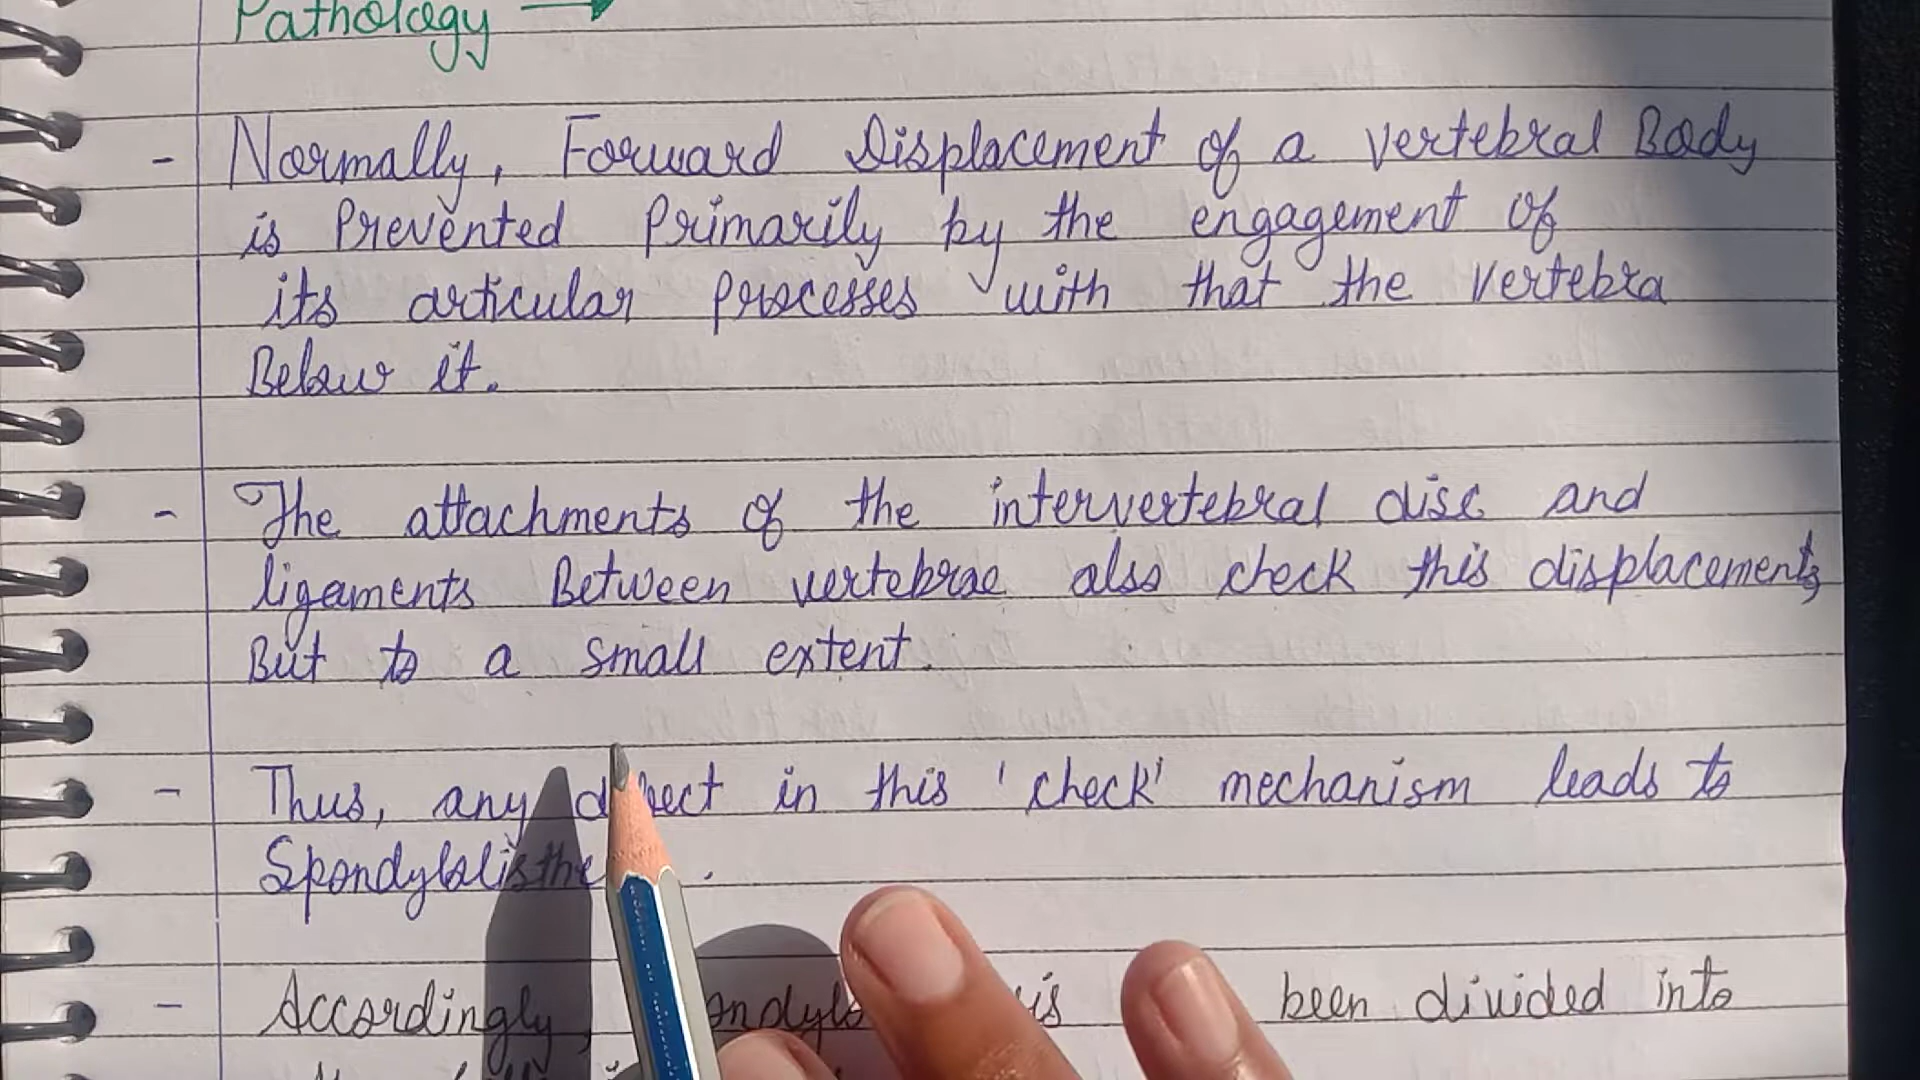 Pathology →
- Normally, Forward Displacement of a vertebral Body
is Prevented Primarily by the engagement of
its articular Processes with that the vertebra
Below it.
- The attachments of the intervertebral disc and
ligaments Between vertebrae also check this displacements
But to a small extent.
- Thus, any in this 'check' mechanism leads to
- Accordingly, been divided into